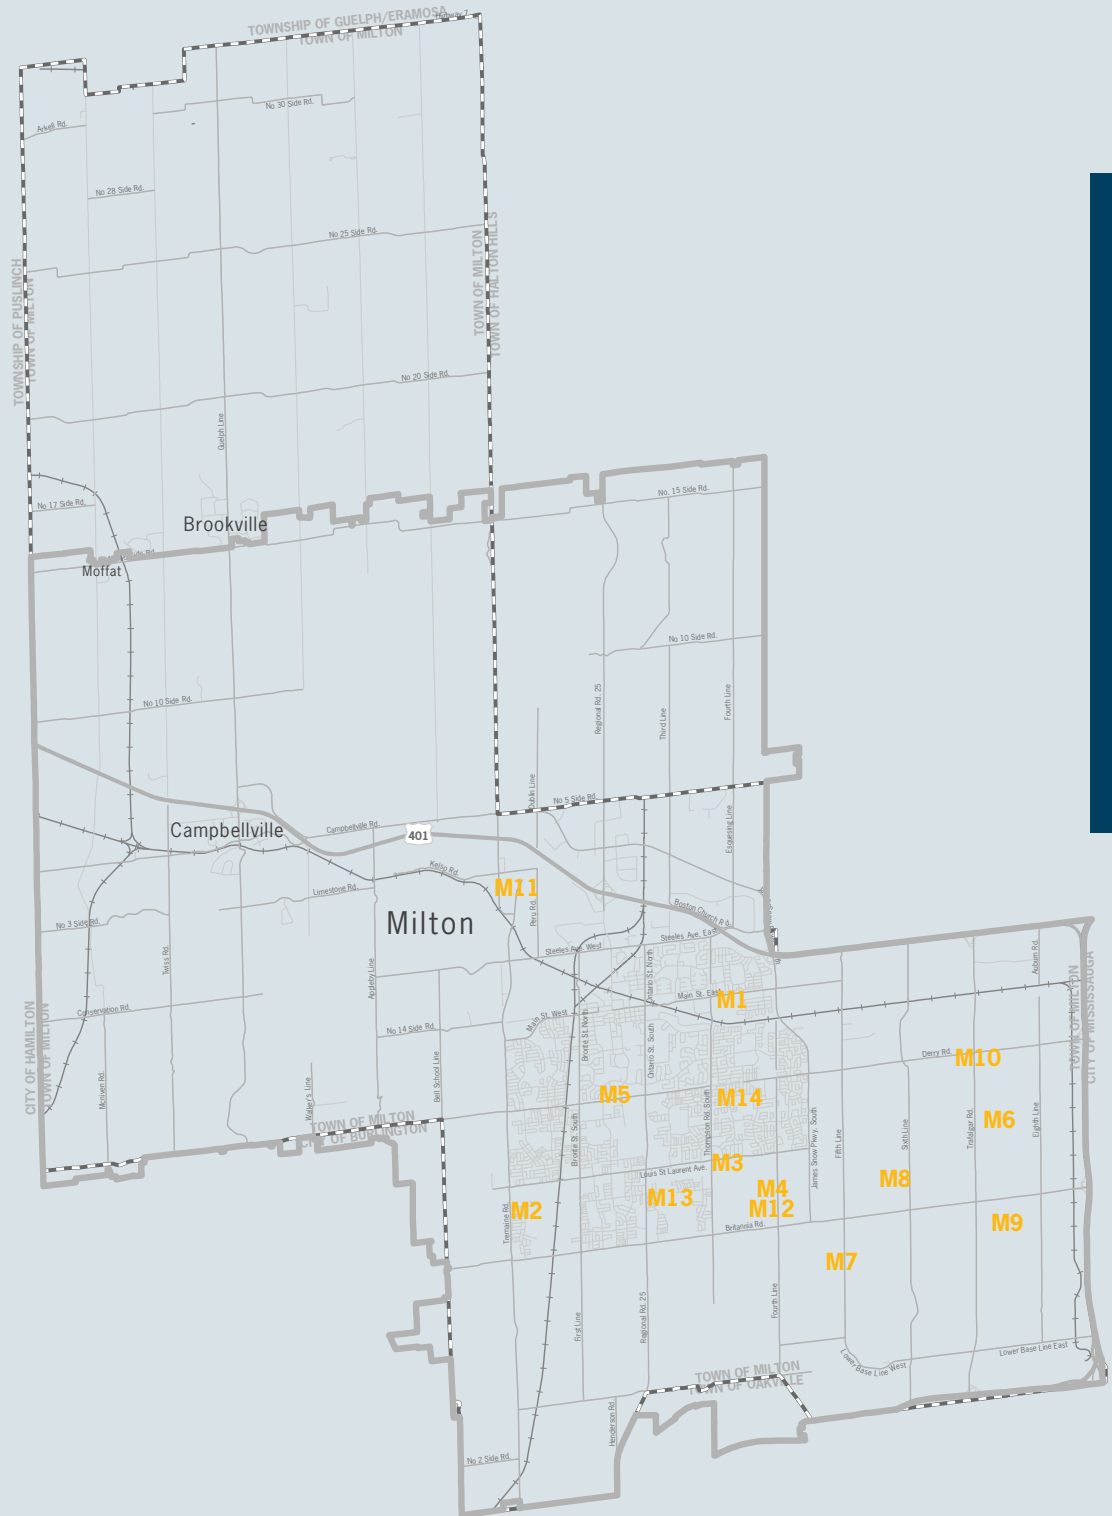 Highway 7
TOWNSHIP OF GUELPH/ERAMOSA
TOWN OF MILTON
No 30 Side Rd.
Arkell Rd.
No 28 Side Rd.
No 25 Side Rd.
TOWNSHIP OF PUSLINCH
TOWN OF MILTON
TOWN OF MILTON
TOWN OF HALTON HILLS
No 20 Side Rd.
Guelph Line
No 17 Side Rd.
Brookville
No. 15 Side Rd.
Moffat
No 10 Side Rd.
No 10 Side Rd.
Regional Rd. 25
Third Line
Fourth Line
Dublin Line
No 5 Side Rd.
Esquesing Line
Campbellville
Campbellville Rd.
401
Kelso Rd.
Limestone Rd.
M11
Peru Rd.
Boston Church Rd.
Milton
No 3 Side Rd.
Twiss Rd.
Appleby Line
Steeles Ave. West
Steeles Ave. East
Ontario St. North
Main St. East
M1
Auburn Rd.
TOWN OF MILTON
CITY OF MISSISSAUGA
Conservation Rd.
No 14 Side Rd.
Main St. West
Bronte St. North
Ontario St. South
Derry Rd.
M10
CITY OF HAMILTON
TOWN OF MILTON
Mcniven Rd.
Walker's Line
Bell School Line
M5
M14
M6
Thompson Rd. South
James Snow Pkwy. South
Fifth Line
Sixth Line
Trafalgar Rd.
Eighth Line
TOWN OF MILTON
CITY OF BURLINGTON
Bronte St. South
Louis St Laurent Ave.
M3
M8
M4
M13
M12
M2
Tremaine Rd.
Britannia Rd.
M9
M7
First Line
Regional Rd. 25
Fourth Line
Lower Base Line West
Lower Base Line East
TOWN OF MILTON
TOWN OF OAKVILLE
Henderson Rd.
No 2 Side Rd.